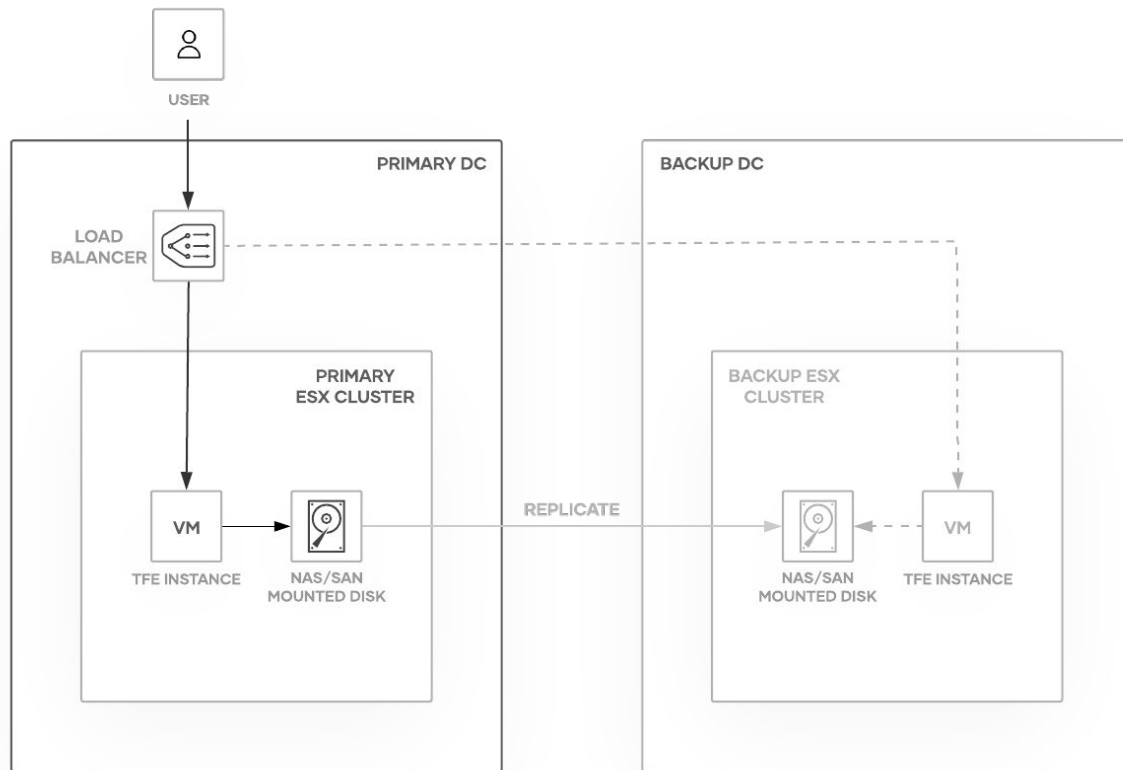 USER
PRIMARY DC
BACKUP DC
LOAD
BALANCER
PRIMARY
ESX CLUSTER
BACKUP ESX
CLUSTER
VM
TFE INSTANCE
NAS/SAN
MOUNTED DISK
REPLICATE
NAS/SAN
MOUNTED DISK
VM
TFE INSTANCE